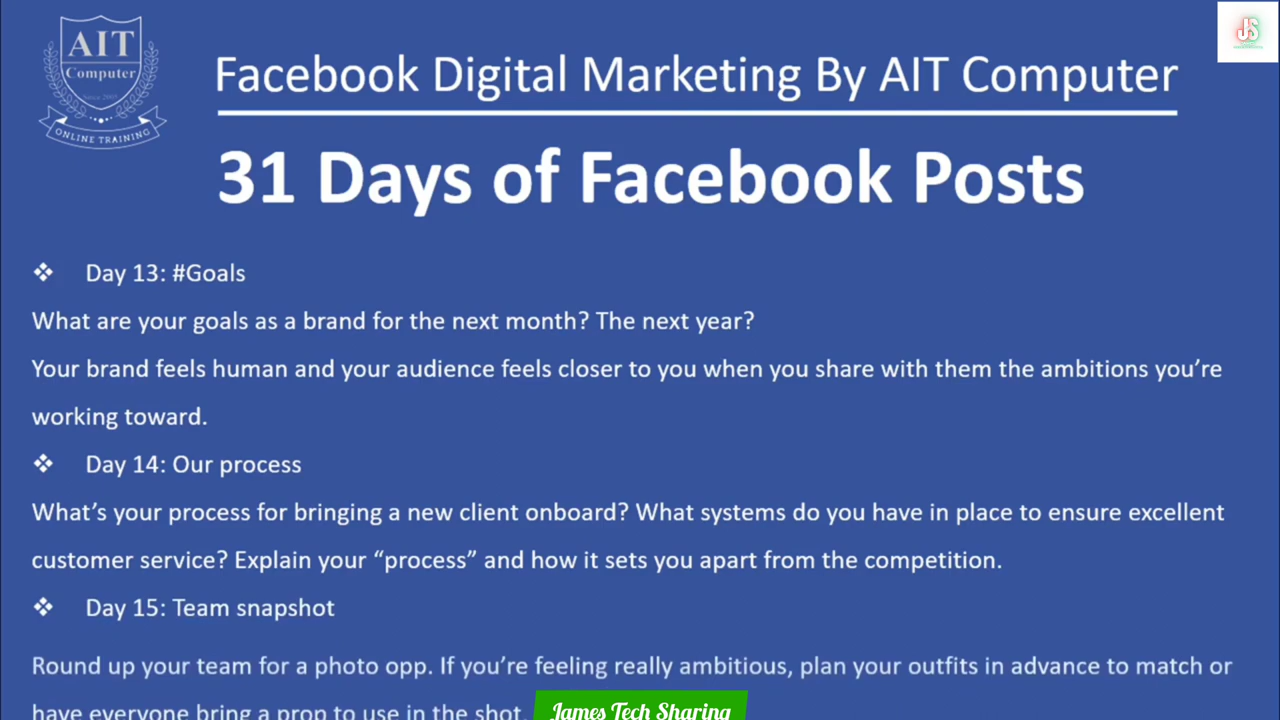 AIT
Computer
Since 2005
ONLINE TRAINING
JS
Facebook Digital Marketing By AIT Computer
31 Days of Facebook Posts
❖ Day 13: #Goals
What are your goals as a brand for the next month? The next year?
Your brand feels human and your audience feels closer to you when you share with them the ambitions you’re
working toward.
❖ Day 14: Our process
What’s your process for bringing a new client onboard? What systems do you have in place to ensure excellent
customer service? Explain your “process” and how it sets you apart from the competition.
❖ Day 15: Team snapshot
Round up your team for a photo opp. If you’re feeling really ambitious, plan your outfits in advance to match or
have everyone bring a prop to use in the shot.
James Tech Sharing